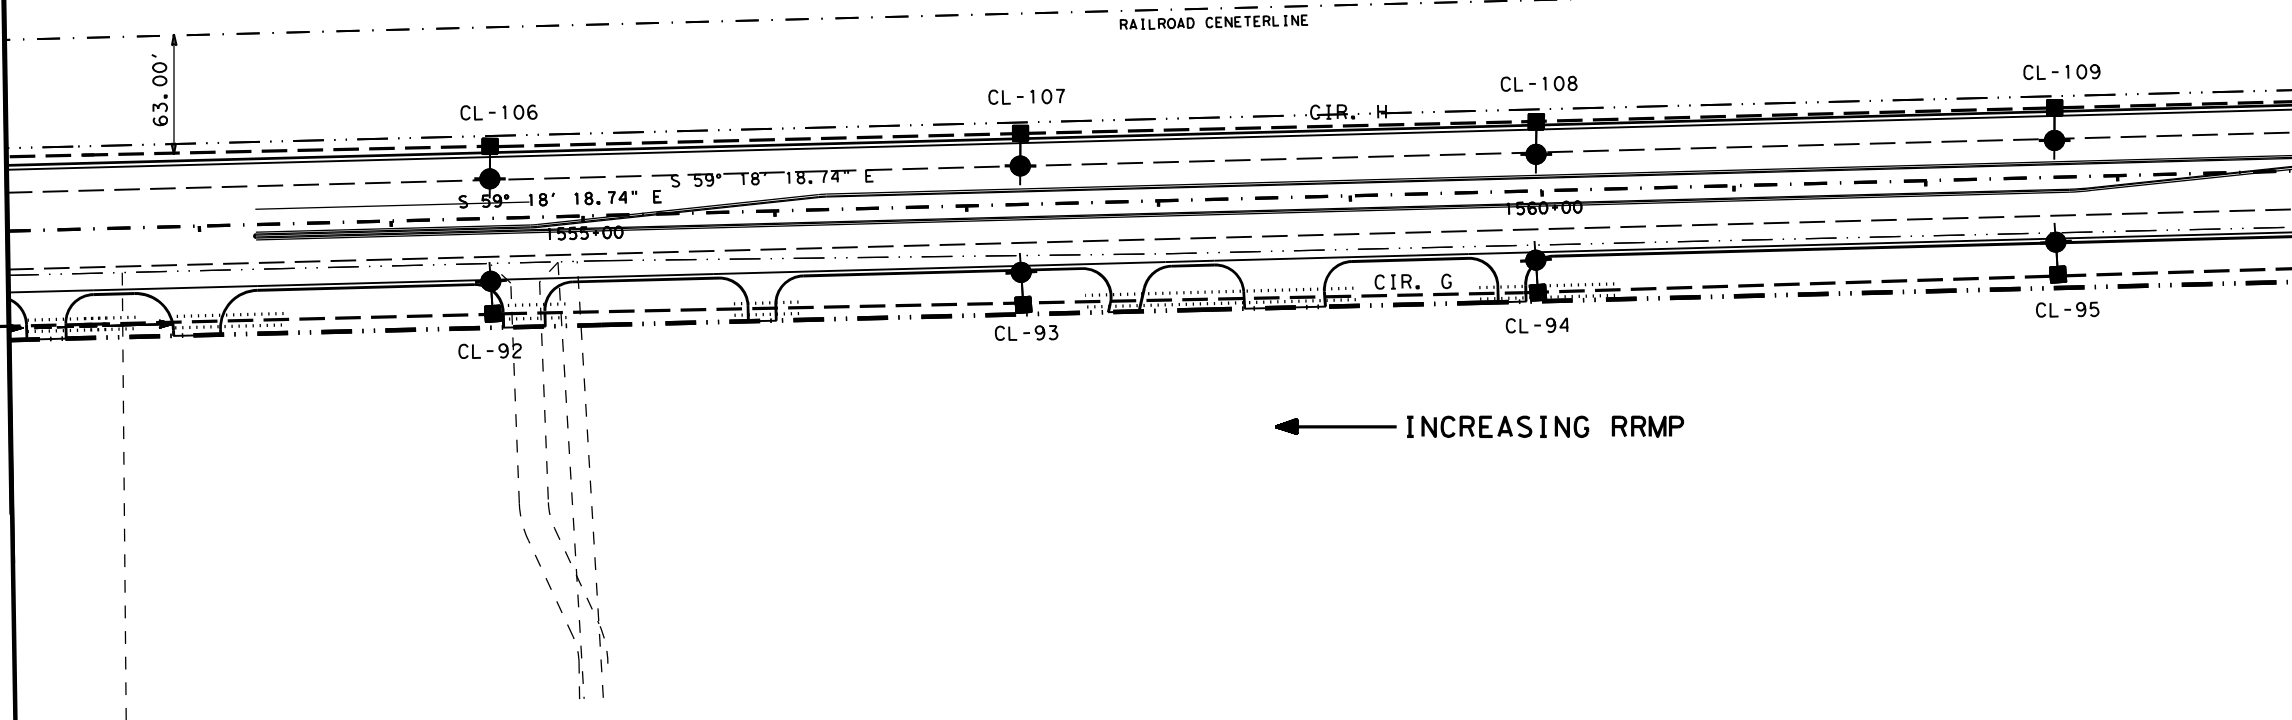 RAILROAD CENETERLINE
63.00'
CL-106
CL-107
CL-108
CL-109
CIR. H
S 59° 18' 18.74" E
S 59° 18' 18.74" E
1555+00
1560+00
CIR. G
CL-92
CL-93
CL-94
CL-95
INCREASING RRMP